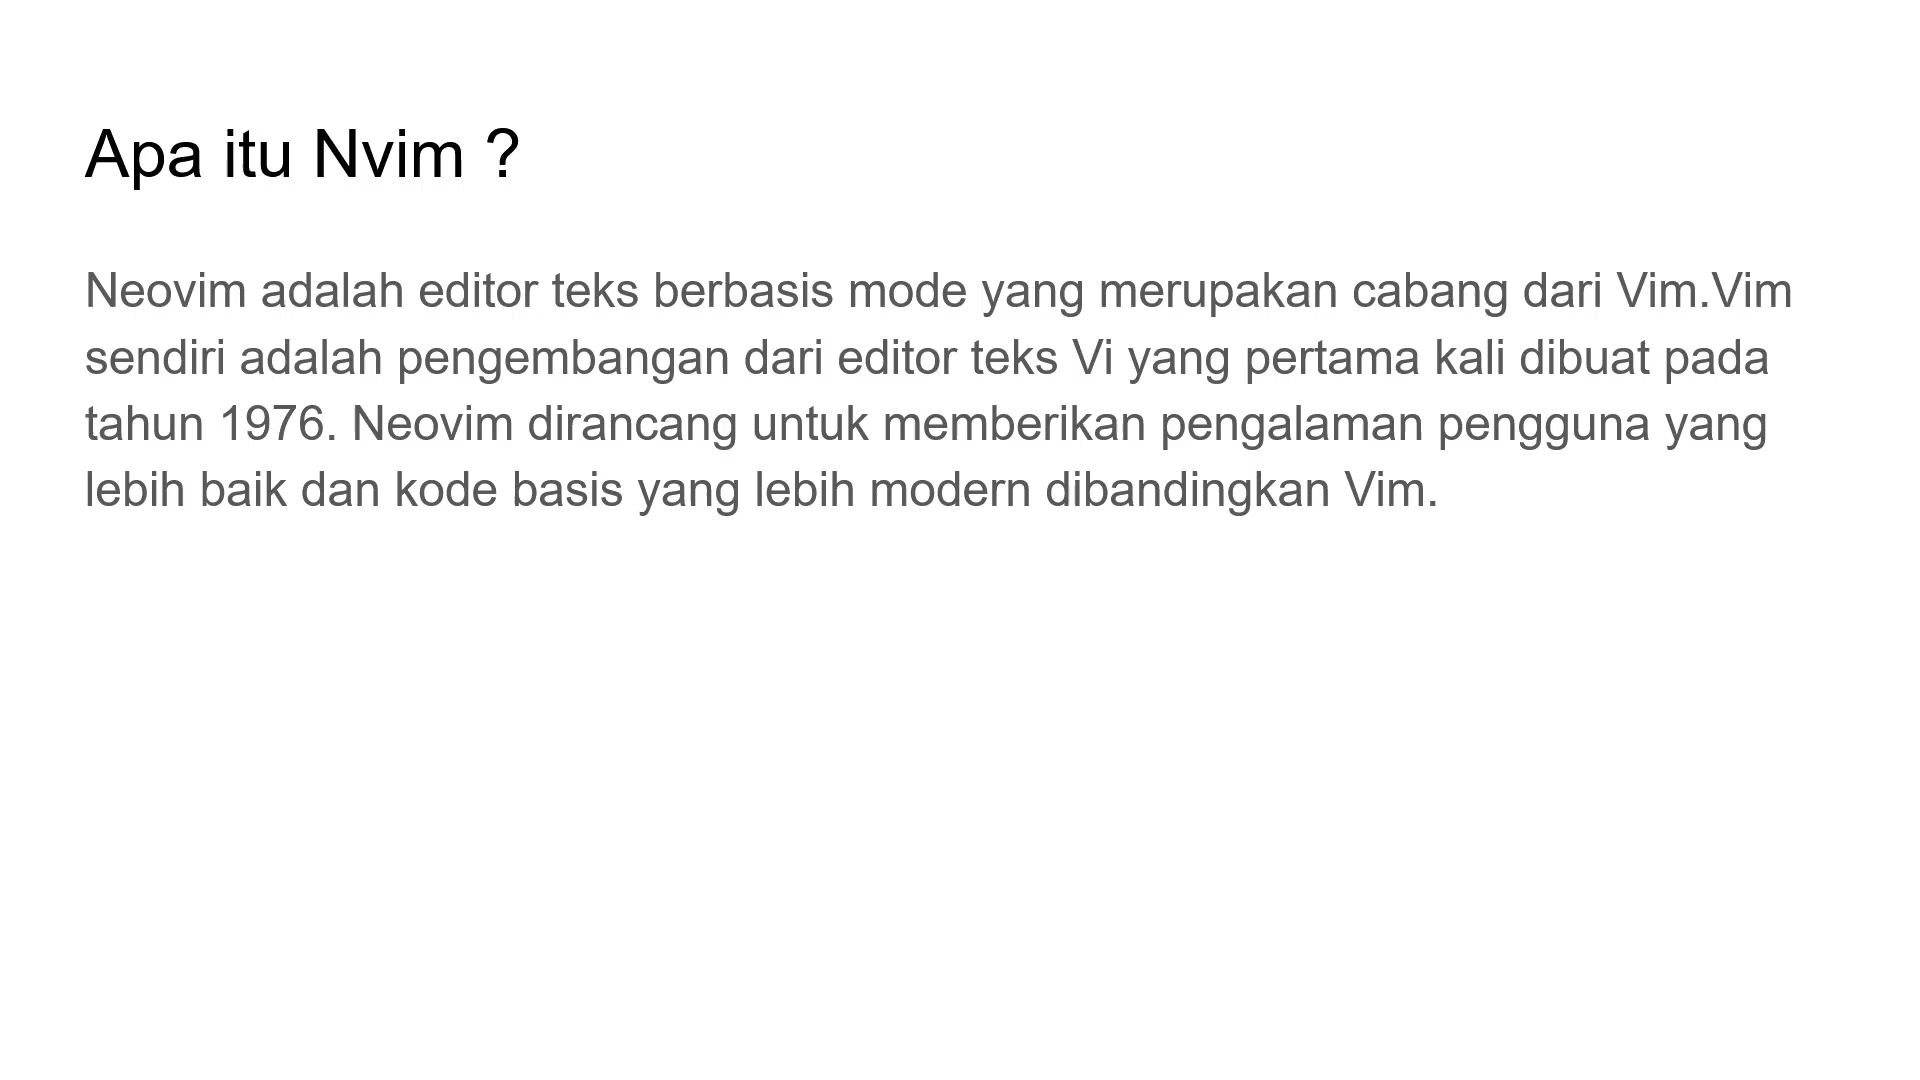 Apa itu Nvim ?
Neovim adalah editor teks berbasis mode yang merupakan cabang dari Vim.Vim
sendiri adalah pengembangan dari editor teks Vi yang pertama kali dibuat pada
tahun 1976. Neovim dirancang untuk memberikan pengalaman pengguna yang
lebih baik dan kode basis yang lebih modern dibandingkan Vim.